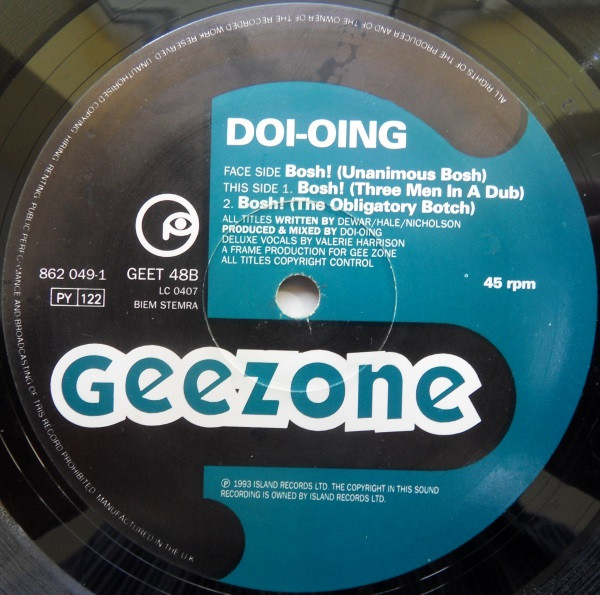 ALL RIGHTS OF THE PRODUCER AND OF THE OWNER OF THE RECORDED WORK RESERVED. UNAUTHORISED COPYING, HIRING, RENTING, PUBLIC PERFORMANCE AND BROADCASTING OF THIS RECORD PROHIBITED. MANUFACTURED IN THE U.K.
DOI-OING
FACE SIDE Bosh! (Unanimous Bosh)
THIS SIDE 1. Bosh! (Three Men In A Dub)
2. Bosh! (The Obligatory Botch)
ALL TITLES WRITTEN BY DEWAR/HALE/NICHOLSON
PRODUCED & MIXED BY DOI-OING
DELUXE VOCALS BY VALERIE HARRISON
A FRAME PRODUCTION FOR GEE ZONE
ALL TITLES COPYRIGHT CONTROL
862 049-1
GEET 48B
PY 122
LC 0407
BIEM STEMRA
45 rpm
GEEZONE
℗ 1993 ISLAND RECORDS LTD. THE COPYRIGHT IN THIS SOUND
RECORDING IS OWNED BY ISLAND RECORDS LTD.